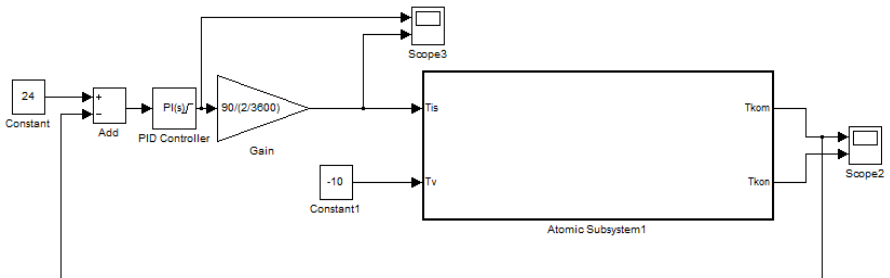 Scope3
24
Constant
+
−
Add
PI(s)
PID Controller
90/(2/3600)
Gain
Tis
Tkom
Scope2
-10
Constant1
Tv
Tkon
Atomic Subsystem1